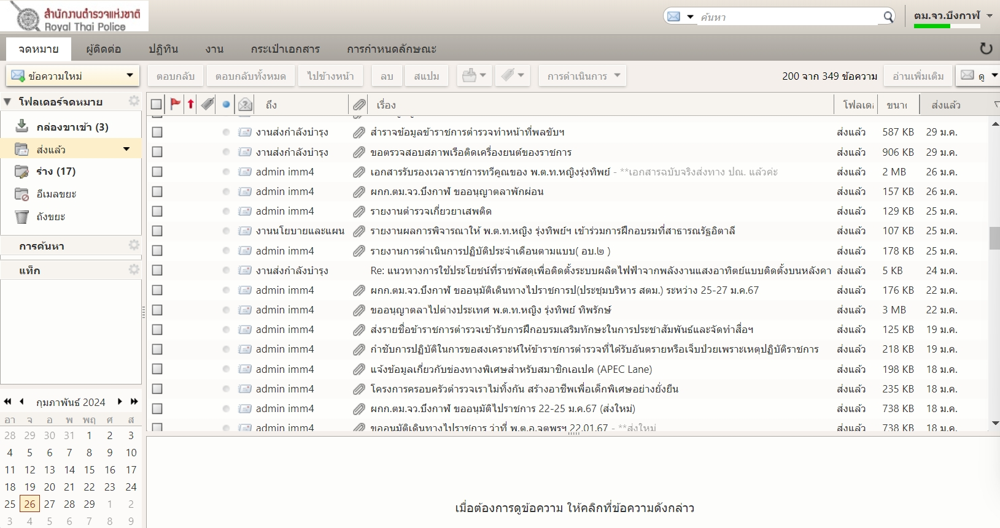 สำนักงานตำรวจแห่งชาติ
Royal Thai Police
ค้นหา
ตม.จว.บึงกาฬ
จดหมาย ผู้ติดต่อ ปฏิทิน งาน กระเป๋าเอกสาร การกำหนดลักษณะ
ข้อความใหม่ ตอบกลับ ตอบกลับทั้งหมด ไปข้างหน้า ลบ สแปม การดำเนินการ 200 จาก 349 ข้อความ อ่านเพิ่มเติม ดู
โฟลเดอร์จดหมาย
กล่องขาเข้า (3)
ส่งแล้ว
ร่าง (17)
อีเมลขยะ
ถังขยะ
การค้นหา
แท็ก
ถึง เรื่อง โฟลเด ขนา ส่งแล้ว
งานส่งกำลังบำรุง สำราจข้อมูลข้าราชการตำรวจทำหน้าที่พลขับฯ ส่งแล้ว 587 KB 29 ม.ค.
งานส่งกำลังบำรุง ขอตรวจสอบสภาพเรือติดเครื่องยนต์ของราชการ ส่งแล้ว 906 KB 29 ม.ค.
admin imm4 เอกสารรับรองเวลาราชการทวีคูณของ พ.ต.ท.หญิงรุ่งทิพย์ - **เอกสารฉบับจริงส่งทาง ปณ. แล้วค่ะ ส่งแล้ว 2 MB 26 ม.ค.
admin imm4 ผกก.ตม.จว.บึงกาฬ ขออนุญาตลาพักผ่อน ส่งแล้ว 157 KB 26 ม.ค.
admin imm4 รายงานตำรวจเกี่ยวยาเสพติด ส่งแล้ว 129 KB 25 ม.ค.
งานนโยบายและแผน รายงานผลการพิจารณาให้ พ.ต.ท.หญิง รุ่งทิพย์ฯ เข้าร่วมการฝึกอบรมที่สาธารณรัฐอิตาลี ส่งแล้ว 107 KB 25 ม.ค.
admin imm4 รายงานการดำเนินการปฏิบัติประจำเดือนตามแบบ( อบ.๒ ) ส่งแล้ว 178 KB 25 ม.ค.
งานส่งกำลังบำรุง Re: แนวทางการใช้ประโยชน์ที่ราชพัสดุเพื่อติดตั้งระบบผลิตไฟฟ้าจากพลังงานแสงอาทิตย์แบบติดตั้งบนหลังคา ส่งแล้ว 5 KB 24 ม.ค.
admin imm4 ผกก.ตม.จว.บึงกาฬ ขออนุมัติเดินทางไปราชการป(ประชุมบริหาร สตม.) ระหว่าง 25-27 ม.ค.67 ส่งแล้ว 176 KB 22 ม.ค.
admin imm4 ขออนุญาตลาไปต่างประเทศ พ.ต.ท.หญิง รุ่งทิพย์ ทิพรักษ์ ส่งแล้ว 3 MB 22 ม.ค.
admin imm4 ส่งรายชื่อข้าราชการตำรวจเข้ารับการฝึกอบรมเสริมทักษะในการประชาสัมพันธ์และจัดทำสื่อฯ ส่งแล้ว 125 KB 19 ม.ค.
admin imm4 กำชับการปฏิบัติในการขอสงเคราะห์ให้ข้าราชการตำรวจที่ได้รับอันตรายหรือเจ็บป่วยเพราะเหตุปฏิบัติราชการ ส่งแล้ว 218 KB 19 ม.ค.
admin imm4 แจ้งข้อมูลเกี่ยวกับช่องทางพิเศษสำหรับสมาชิกเอเปค (APEC Lane) ส่งแล้ว 198 KB 18 ม.ค.
admin imm4 โครงการครอบครัวตำรวจเราไม่ทิ้งกัน สร้างอาชีพเพื่อเด็กพิเศษอย่างยั่งยืน ส่งแล้ว 235 KB 18 ม.ค.
admin imm4 ผกก.ตม.จว.บึงกาฬ ขออนุมัติไปราชการ 22-25 ม.ค.67 (ส่งใหม่) ส่งแล้ว 738 KB 18 ม.ค.
admin imm4 ขออนุมัติเดินทางไปราชการ ว่าที่ พ.ต.อ.จตุพรฯ 22.01.67 - **ส่งใหม่ ส่งแล้ว 738 KB 18 ม.ค.
กุมภาพันธ์ 2024
อา จ อ พ พฤ ศ ส
28 29 30 31 1 2 3
4 5 6 7 8 9 10
11 12 13 14 15 16 17
18 19 20 21 22 23 24
25 26 27 28 29 1 2
3 4 5 6 7 8 9
เมื่อต้องการดูข้อความ ให้คลิกที่ข้อความดังกล่าว